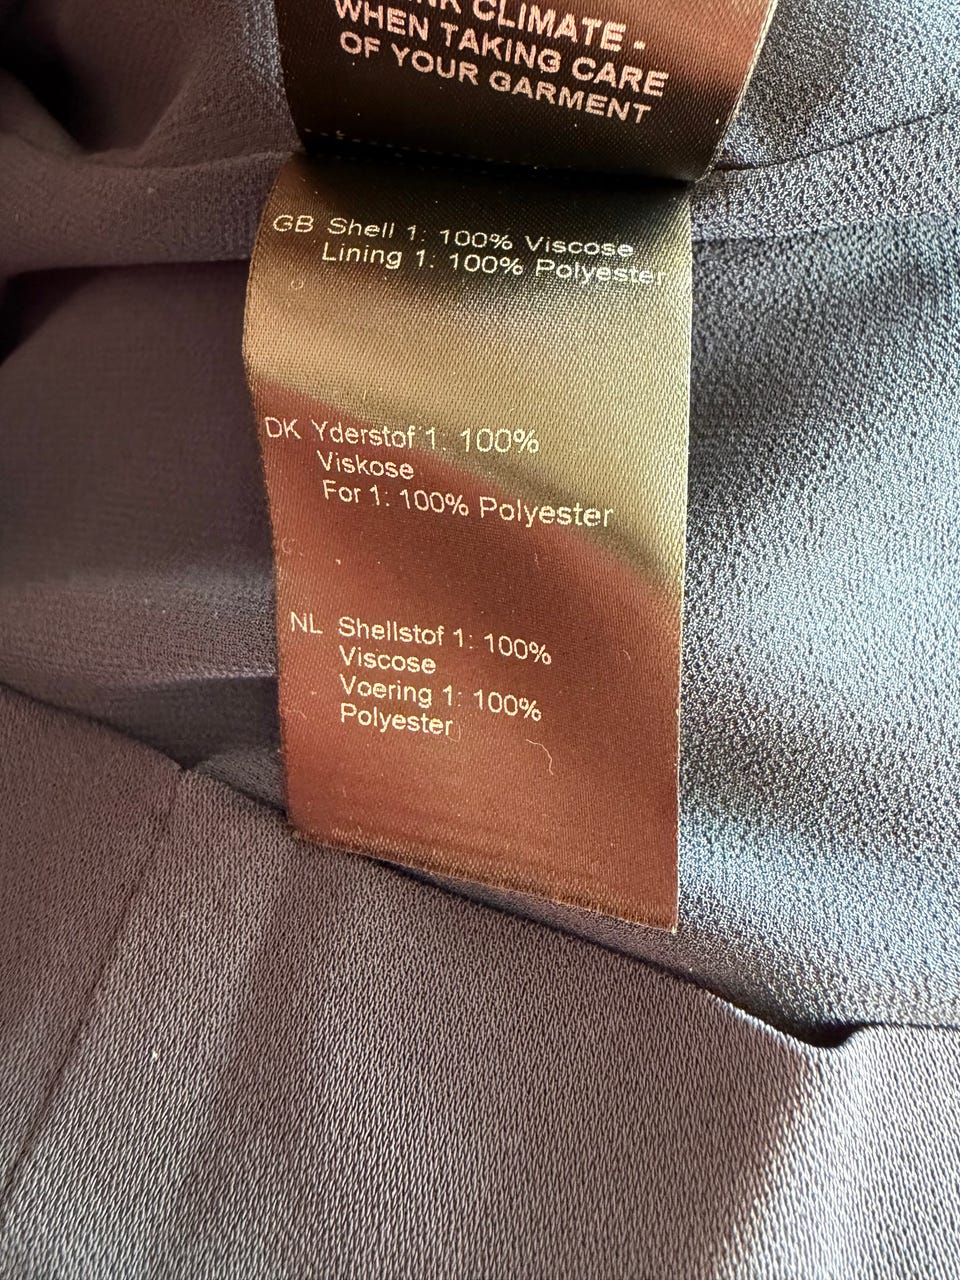 CLIMATE -
WHEN TAKING CARE
OF YOUR GARMENT
GB Shell 1: 100% Viscose
Lining 1: 100% Polyester
DK Yderstof 1: 100%
Viskose
For 1: 100% Polyester
NL Shellstof 1: 100%
Viscose
Voering 1: 100%
Polyester